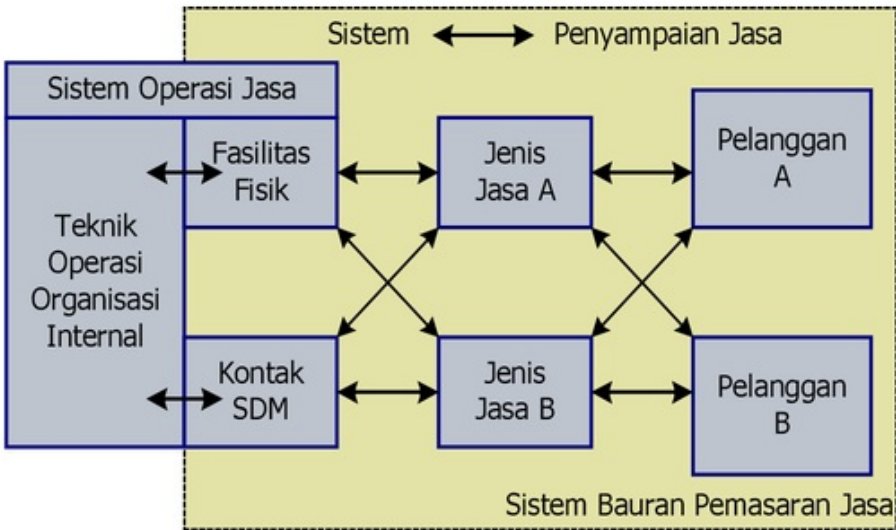 Sistem Penyampaian Jasa
Sistem Operasi Jasa
Teknik
Operasi
Organisasi
Internal
Fasilitas
Fisik
Jenis
Jasa A
Pelanggan
A
Kontak
SDM
Jenis
Jasa B
Pelanggan
B
Sistem Bauran Pemasaran Jasa